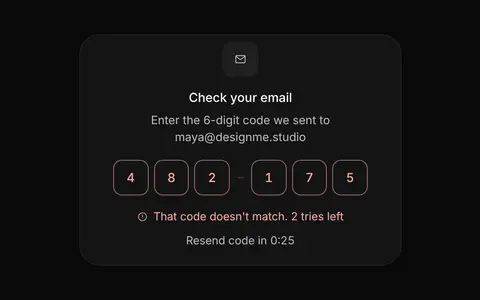 Check your email
Enter the 6-digit code we sent to
maya@designme.studio
4 8 2 - 1 7 5
That code doesn't match. 2 tries left
Resend code in 0:25